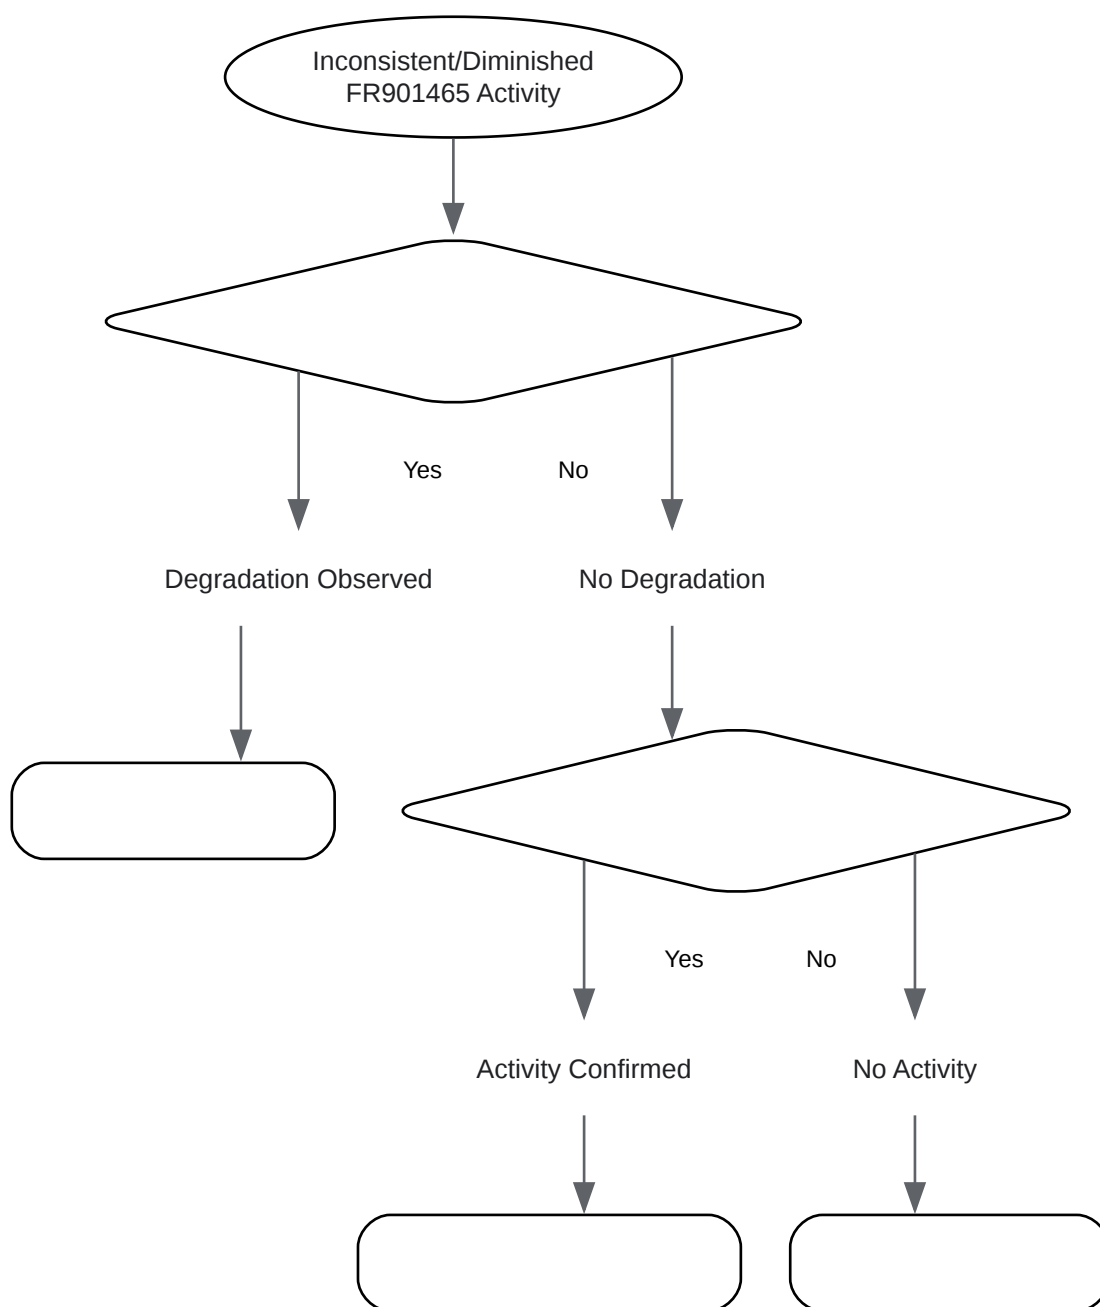 Inconsistent/Diminished
FR901465 Activity
Yes
No
Degradation Observed
No Degradation
Yes
No
Activity Confirmed
No Activity